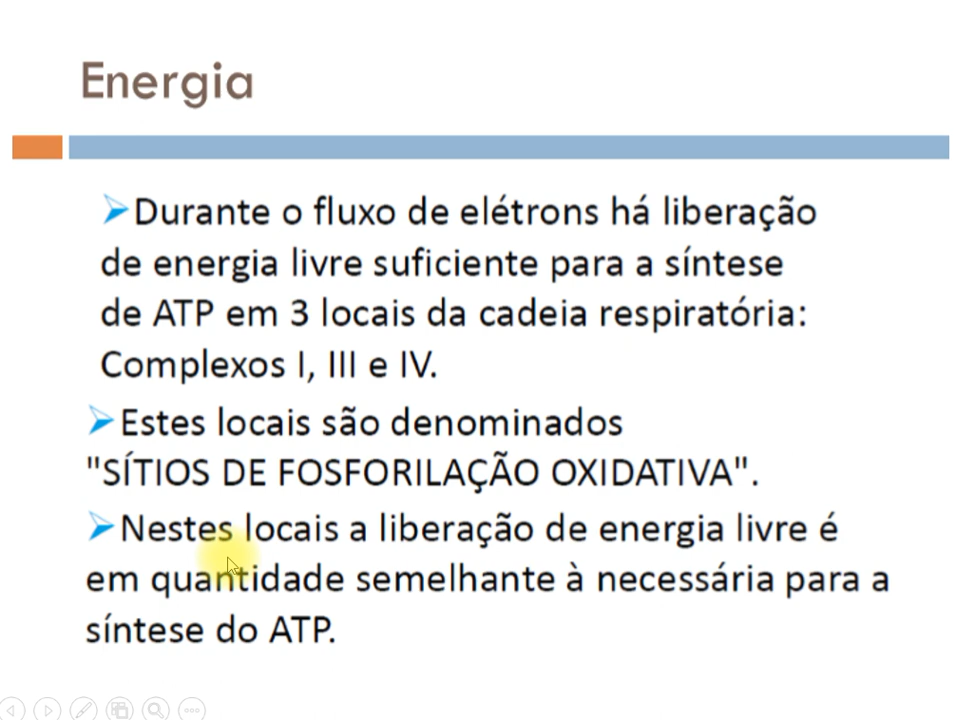 Energia
Durante o fluxo de elétrons há liberação
de energia livre suficiente para a síntese
de ATP em 3 locais da cadeia respiratória:
Complexos I, III e IV.
Estes locais são denominados
"SÍTIOS DE FOSFORILAÇÃO OXIDATIVA".
Nestes locais a liberação de energia livre é
em quantidade semelhante à necessária para a
síntese do ATP.